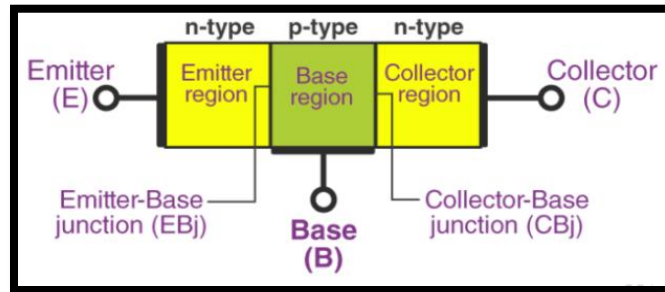 n-type p-type n-type
Emitter
(E)
Emitter
region
Base
region
Collector
region
Collector
(C)
Emitter-Base
junction (EBj)
Base
(B)
Collector-Base
junction (CBj)